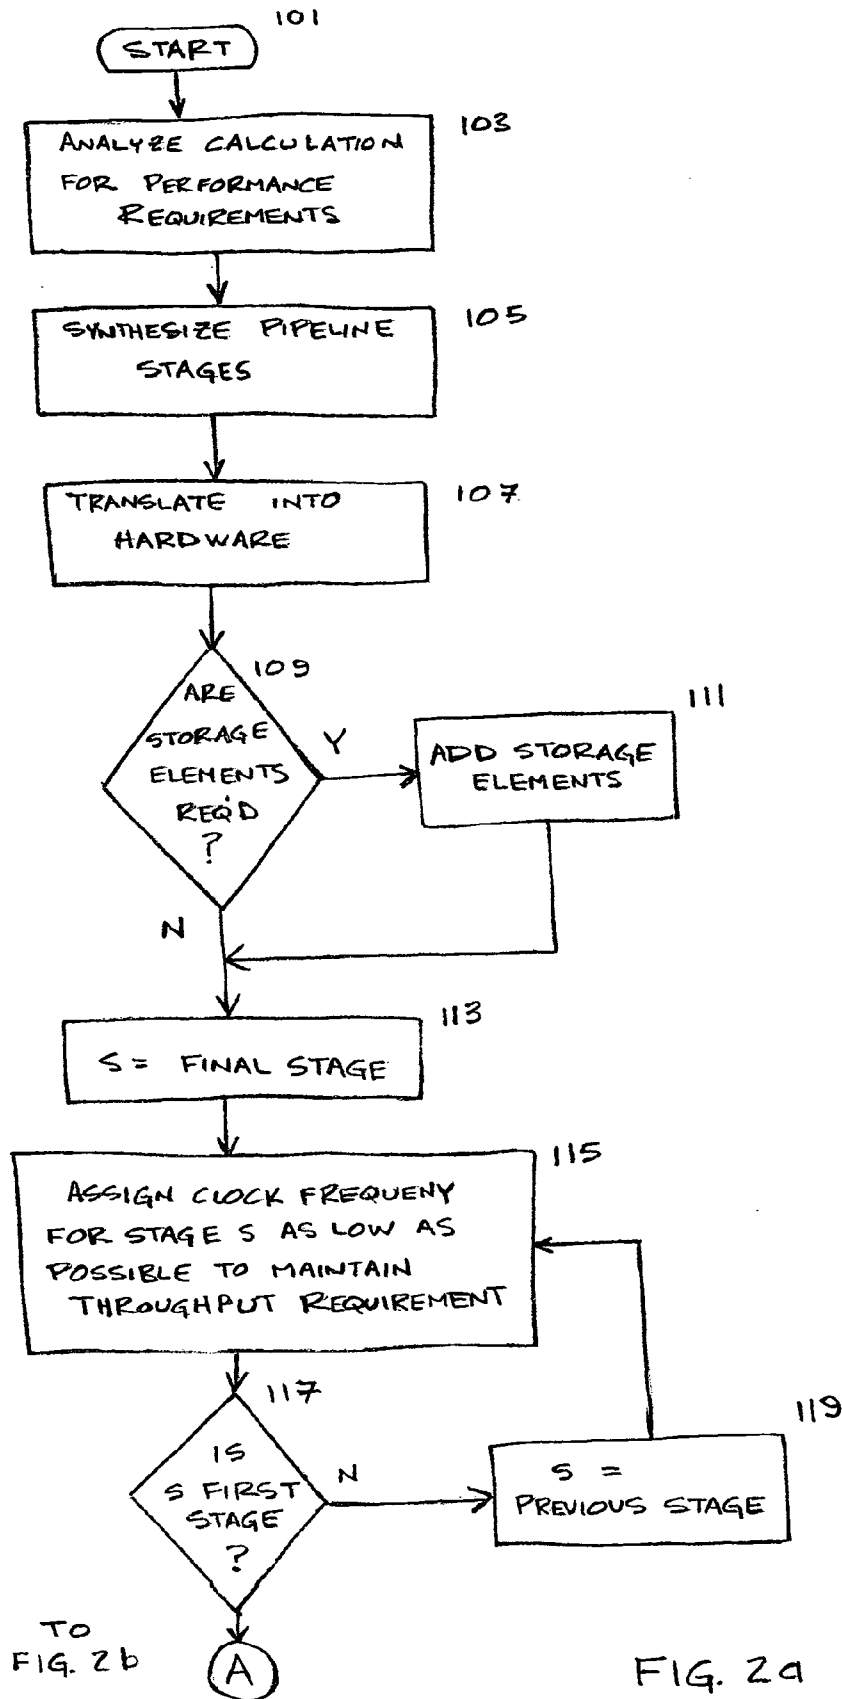 101
START
103
ANALYZE CALCULATION
FOR PERFORMANCE
REQUIREMENTS
105
SYNTHESIZE PIPELINE
STAGES
107
TRANSLATE INTO
HARDWARE
109
ARE
STORAGE
ELEMENTS
REQ'D
?
Y
111
ADD STORAGE
ELEMENTS
N
113
S = FINAL STAGE
115
ASSIGN CLOCK FREQUENY
FOR STAGE S AS LOW AS
POSSIBLE TO MAINTAIN
THROUGHPUT REQUIREMENT
117
IS
S FIRST
STAGE
?
N
119
S =
PREVIOUS STAGE
TO
FIG. 2b
A
FIG. 2a